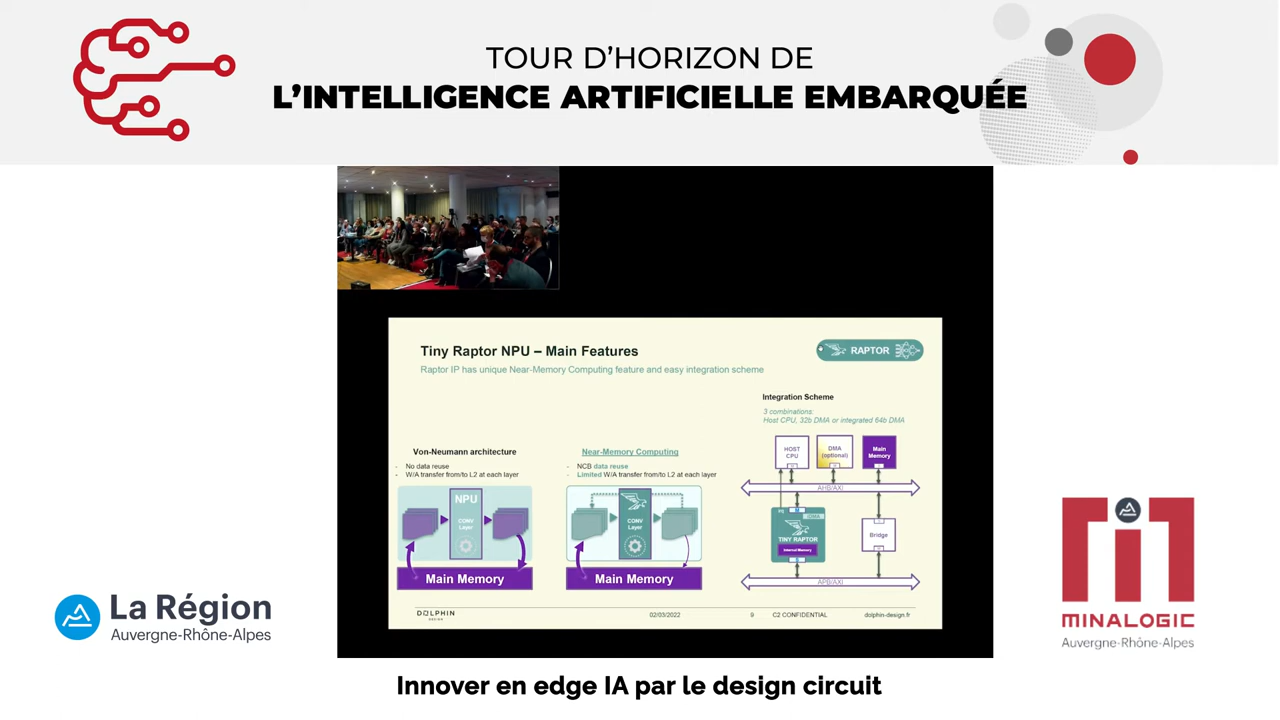 TOUR D’HORIZON DE
L’INTELLIGENCE ARTIFICIELLE EMBARQUÉE
Tiny Raptor NPU – Main Features
RAPTOR
Raptor IP has unique Near-Memory Computing feature and easy integration scheme
Integration Scheme
3 combinations:
Host CPU, 32b DMA or integrated 64b DMA
Von-Neumann architecture
- No data reuse
- W/A transfer from/to L2 at each layer
NPU
CONV
Layer
Main Memory
Near-Memory Computing
- NCB data reuse
- Limited W/A transfer from/to L2 at each layer
CONV
Layer
Main Memory
HOST
CPU
DMA
(optional)
Main
Memory
AHB/AXI
TINY RAPTOR
Internal Memory
Bridge
APB/AXI
DOLPHIN
DESIGN
02/03/2022
9
C2 CONFIDENTIAL
dolphin-design.fr
La Région
Auvergne-Rhône-Alpes
MINALOGIC
Auvergne-Rhône-Alpes
Innover en edge IA par le design circuit